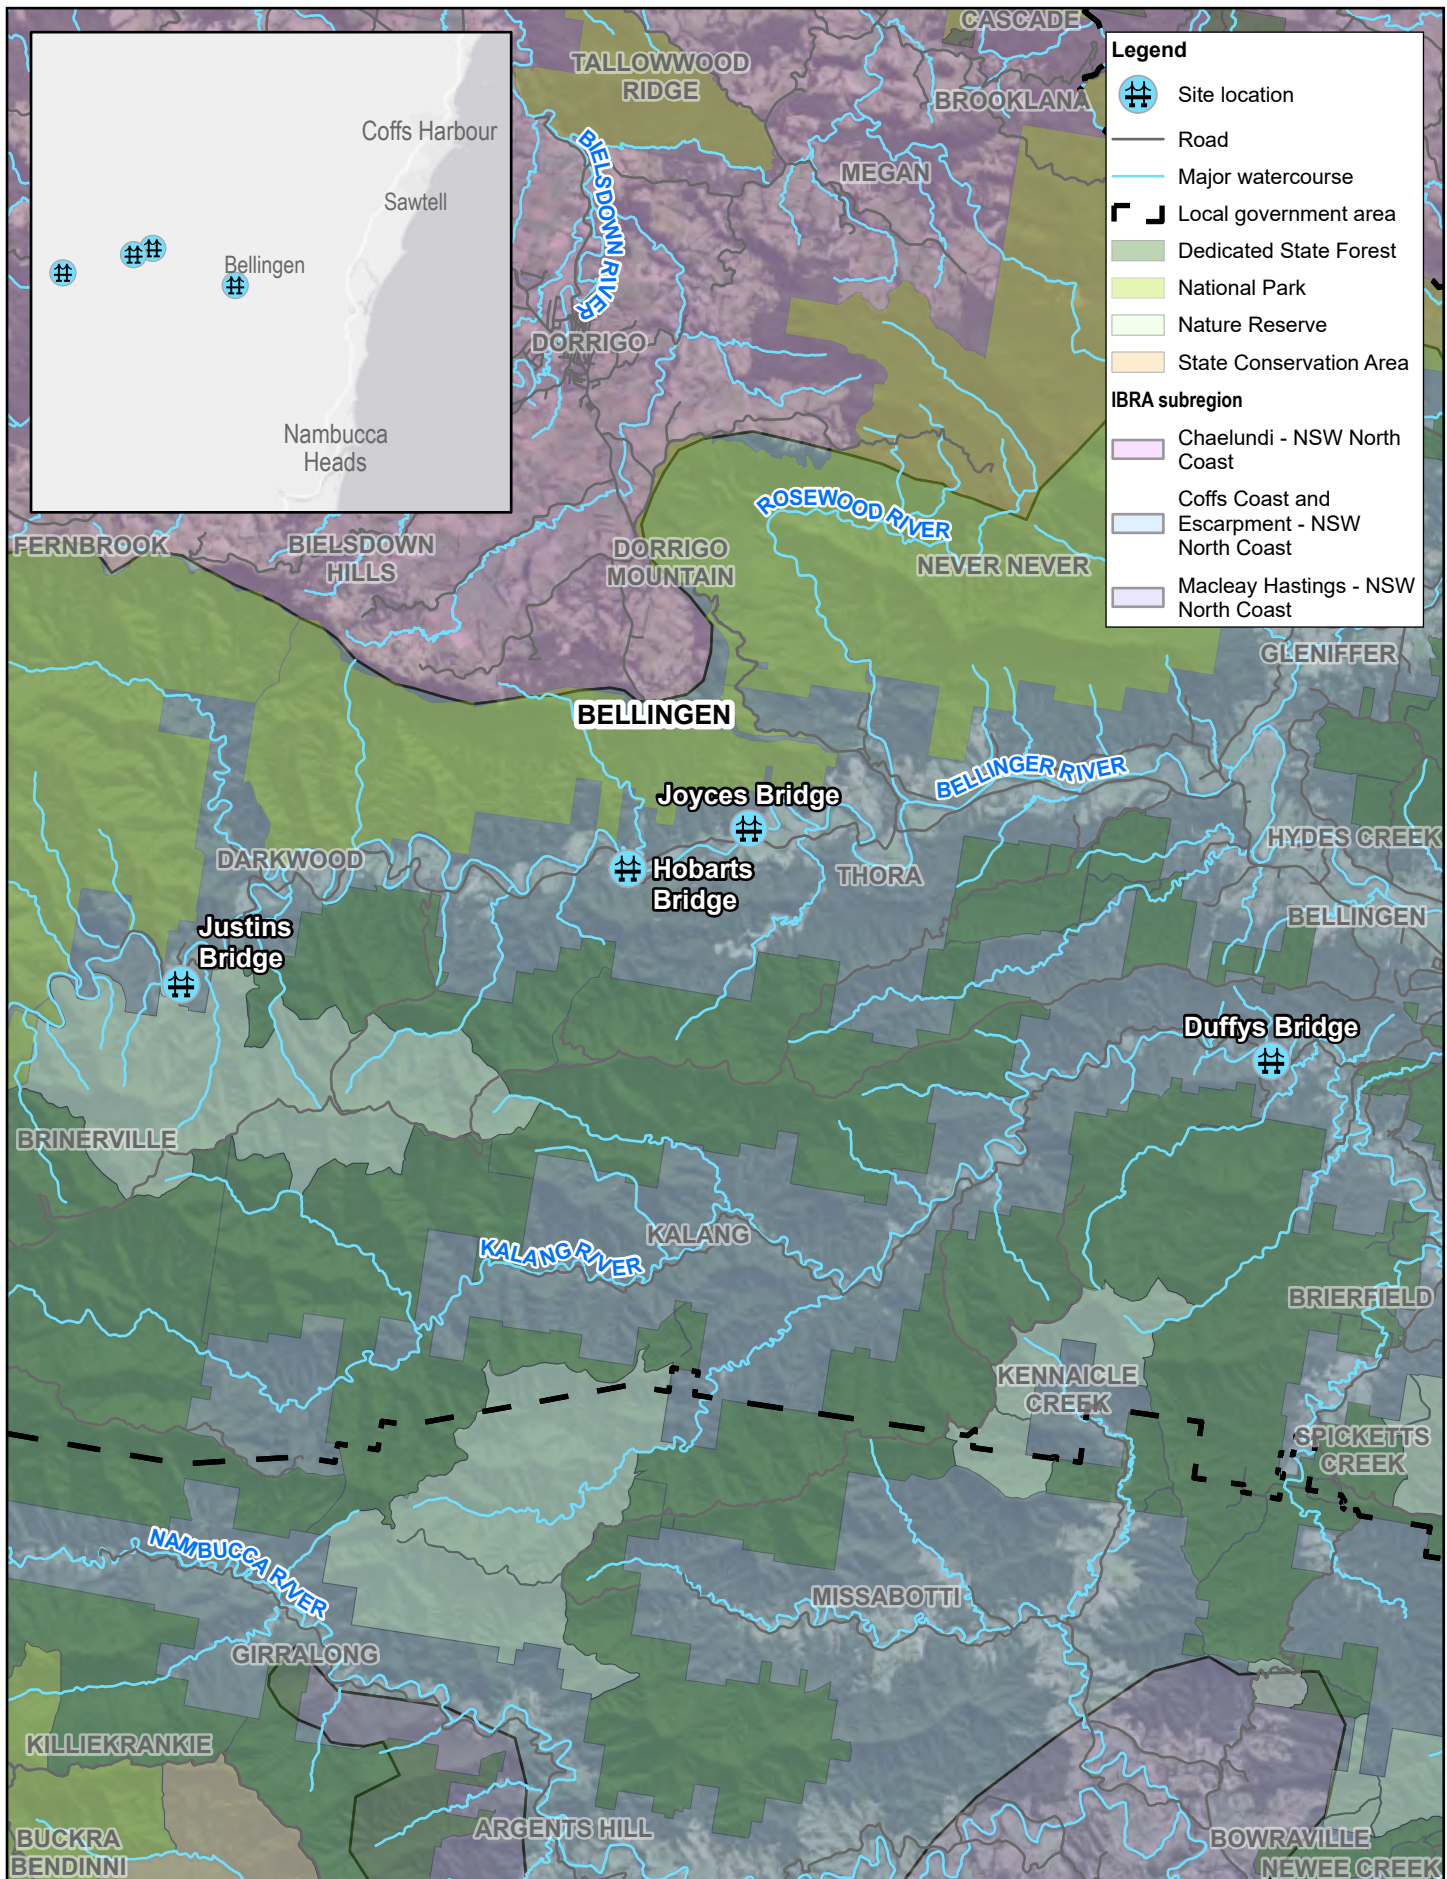 CASCADE
TALLOWWOOD
RIDGE
BROOKLANA
MEGAN
BIELSDOWN RIVER
DORRIGO
Coffs Harbour
Sawtell
Bellingen
Nambucca
Heads
Legend
Site location
Road
Major watercourse
Local government area
Dedicated State Forest
National Park
Nature Reserve
State Conservation Area
IBRA subregion
Chaelundi - NSW North
Coast
Coffs Coast and
Escarpment - NSW
North Coast
Macleay Hastings - NSW
North Coast
ROSEWOOD RIVER
FERNBROOK
BIELSDOWN
HILLS
DORRIGO
MOUNTAIN
NEVER NEVER
GLENIFFER
BELLINGEN
BELLINGER RIVER
Joyces Bridge
HYDES CREEK
DARKWOOD
Hobarts
Bridge
THORA
BELLINGEN
Justins
Bridge
Duffys Bridge
BRINERVILLE
KALANG
KALANG RIVER
BRIERFIELD
KENNAICLE
CREEK
SPICKETTS
CREEK
NAMBUCCA RIVER
MISSABOTTI
GIRRALONG
KILLIEKRANKIE
ARGENTS HILL
BUCKRA
BENDINNI
BOWRAVILLE
NEWEE CREEK